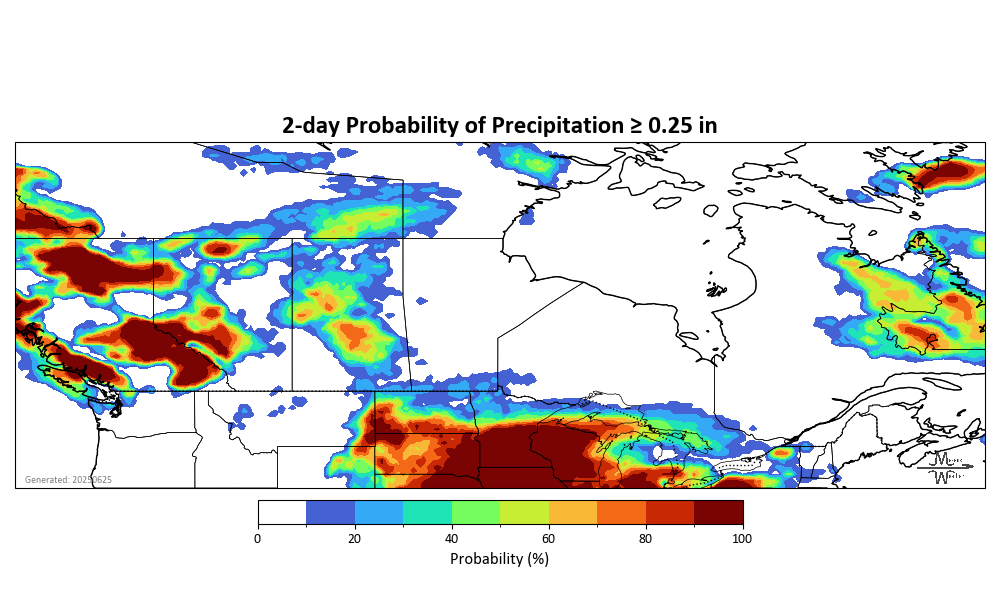 2-day Probability of Precipitation ≥ 0.25 in
Generated: 20250625
0 20 40 60 80 100
Probability (%)